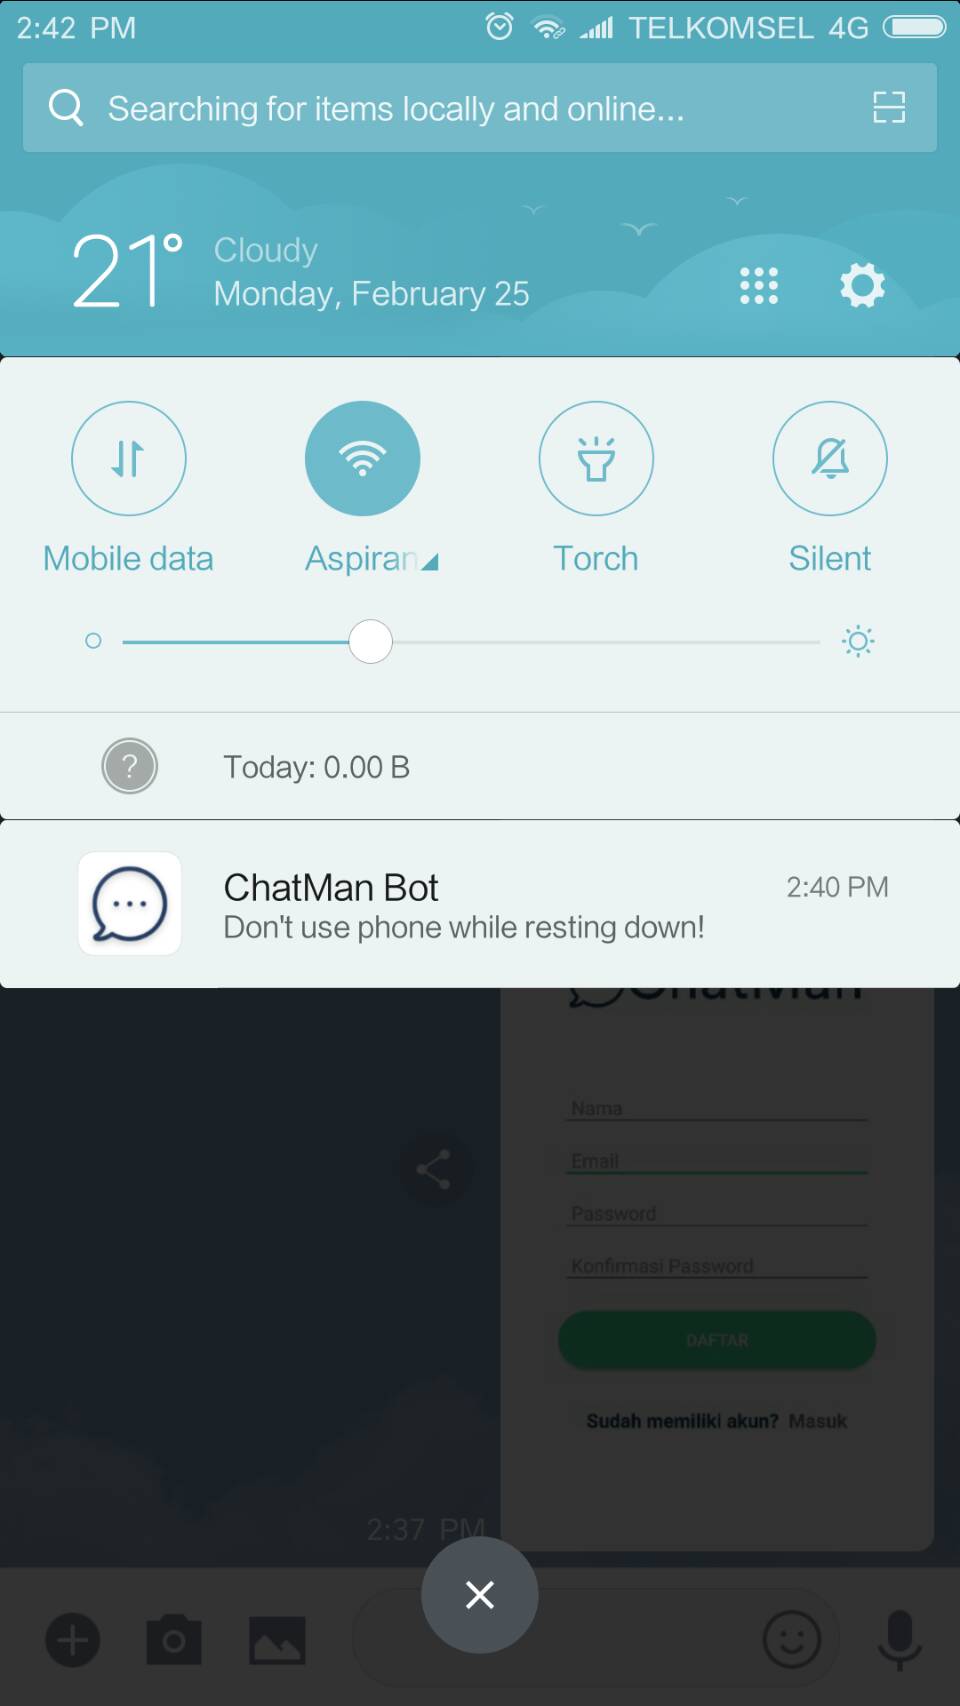 2:42 PM TELKOMSEL 4G
Searching for items locally and online...
21° Cloudy
Monday, February 25
Mobile data Aspiran Torch Silent
? Today: 0.00 B
ChatMan Bot 2:40 PM
Don't use phone while resting down!
ChatMan
Nama
Email
Password
Konfirmasi Password
DAFTAR
Sudah memiliki akun? Masuk
2:37 PM